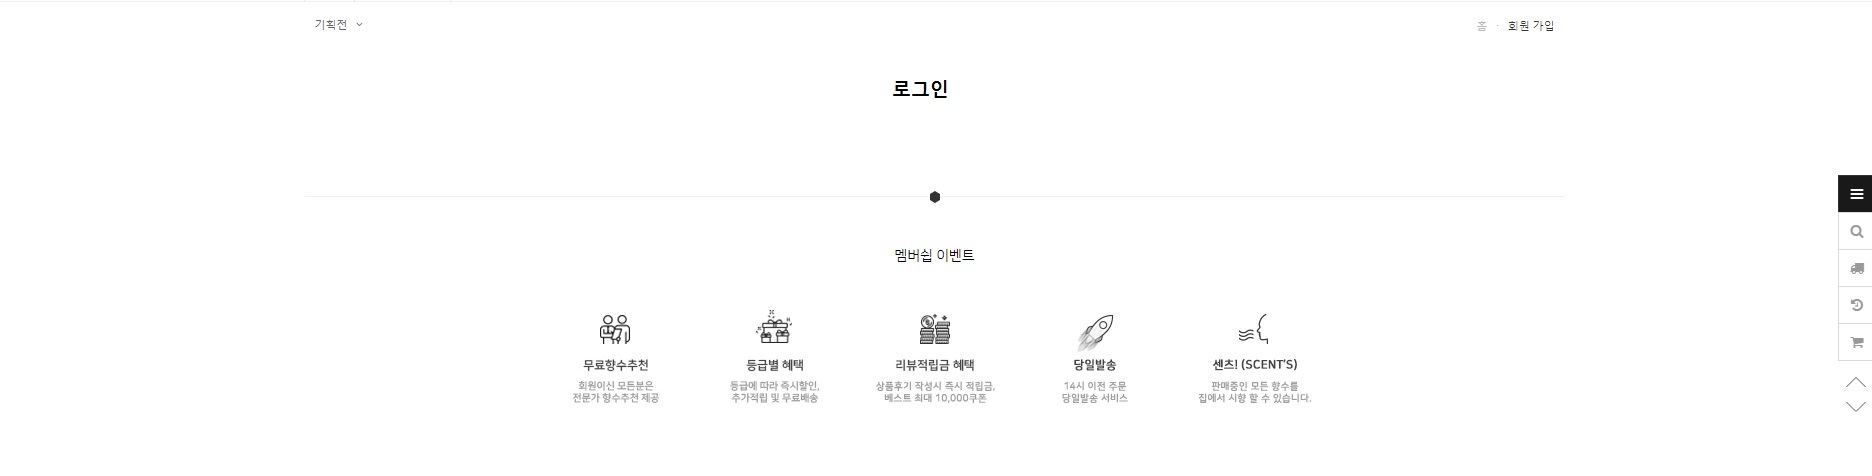 기획전
홈 - 회원 가입
로그인
멤버쉽 이벤트
무료향수추천
회원이신 모든분은
전문가 향수추천 제공
등급별 혜택
등급에 따라 즉시할인,
추가적립 및 무료배송
리뷰적립금 혜택
상품후기 작성시 즉시 적립금,
베스트 최대 10,000쿠폰
당일발송
14시 이전 주문
당일발송 서비스
센츠! (SCENT'S)
판매중인 모든 향수를
집에서 시향 할 수 있습니다.